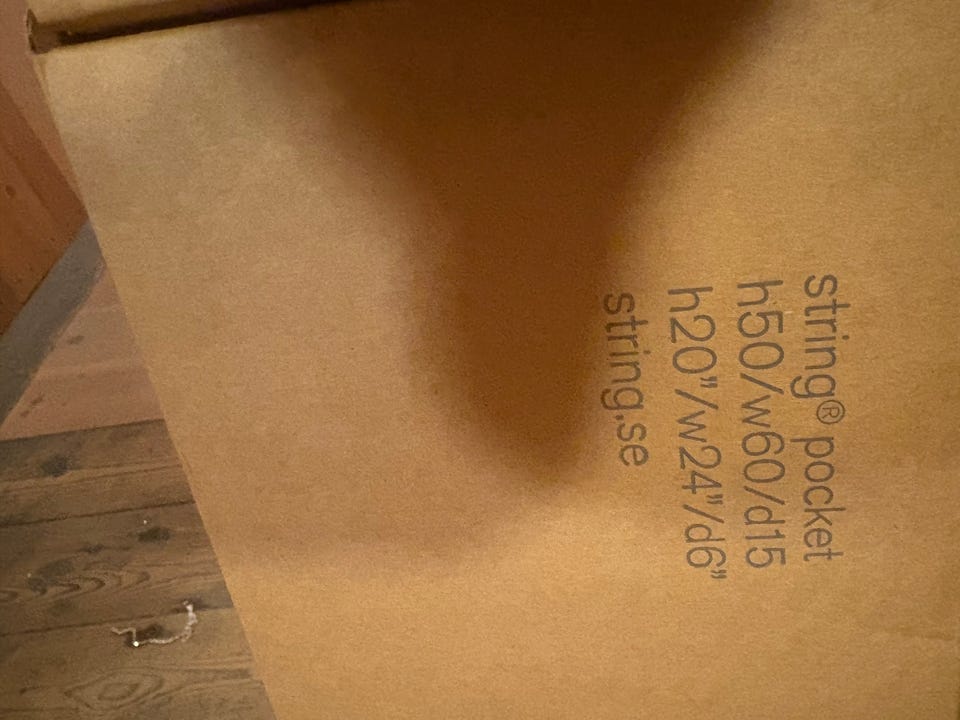 string® pocket
h50/w60/d15
h20”/w24”/d6”
string.se